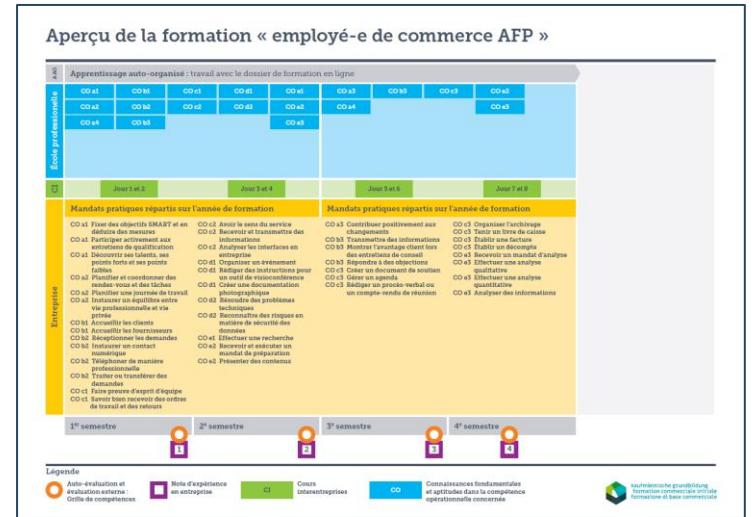 Aperçu de la formation « employé-e de commerce AFP »
AAO
Apprentissage auto-organisé : travail avec le dossier de formation en ligne
École professionnelle
CO a1 CO b1 CO c1 CO d1 CO e1 CO a3 CO b3 CO c3 CO e2
CO a2 CO b2 CO c2 CO d2 CO e2 CO a4 CO e3
CO a4 CO b3 CO e3
CI
Jour 1 et 2 Jour 3 et 4 Jour 5 et 6 Jour 7 et 8
Entreprise
Mandats pratiques répartis sur l'année de formation
CO a1 Fixer des objectifs SMART et en
déduire des mesures
CO a1 Participer activement aux
entretiens de qualification
CO a1 Découvrir ses talents, ses
points forts et ses points
faibles
CO a2 Planifier et coordonner des
rendez-vous et des tâches
CO a2 Planifier une journée de travail
CO a2 Instaurer un équilibre entre
vie professionnelle et vie
privée
CO b1 Accueillir les clients
CO b1 Accueillir les fournisseurs
CO b2 Réceptionner les demandes
CO b2 Instaurer un contact
numérique
CO b2 Téléphoner de manière
professionnelle
CO b2 Traiter ou transférer des
demandes
CO c1 Faire preuve d'esprit d'équipe
CO c1 Savoir bien recevoir des ordres
de travail et des retours
CO c2 Avoir le sens du service
CO c2 Recevoir et transmettre des
informations
CO c2 Analyser les interfaces en
entreprise
CO d1 Organiser un événement
CO d1 Rédiger des instructions pour
un outil de visioconférence
CO d1 Créer une documentation
photographique
CO d2 Résoudre des problèmes
techniques
CO d2 Reconnaître des risques en
matière de sécurité des
données
CO e1 Effectuer une recherche
CO e2 Recevoir et exécuter un
mandat de préparation
CO e2 Présenter des contenus
Mandats pratiques répartis sur l'année de formation
CO a3 Contribuer positivement aux
changements
CO b3 Transmettre des informations
CO b3 Montrer l'avantage client lors
des entretiens de conseil
CO b3 Répondre à des objections
CO c3 Créer un document de soutien
CO c3 Gérer un agenda
CO c3 Rédiger un procès-verbal ou
un compte-rendu de réunion
CO c3 Organiser l'archivage
CO c3 Tenir un livre de caisse
CO c3 Établir une facture
CO c3 Établir un décompte
CO e3 Recevoir un mandat d'analyse
CO e3 Effectuer une analyse
qualitative
CO e3 Effectuer une analyse
quantitative
CO e3 Analyser des informations
1er semestre 2e semestre 3e semestre 4e semestre
1 2 3 4
Légende
Auto-évaluation et
évaluation externe :
Grille de compétences
Note d'expérience
en entreprise
CI
Cours
interentreprises
CO
Connaissances fondamentales
et aptitudes dans la compétence
opérationnelle concernée
kaufmännische grundbildung
formation commerciale initiale
formazione di base commerciale